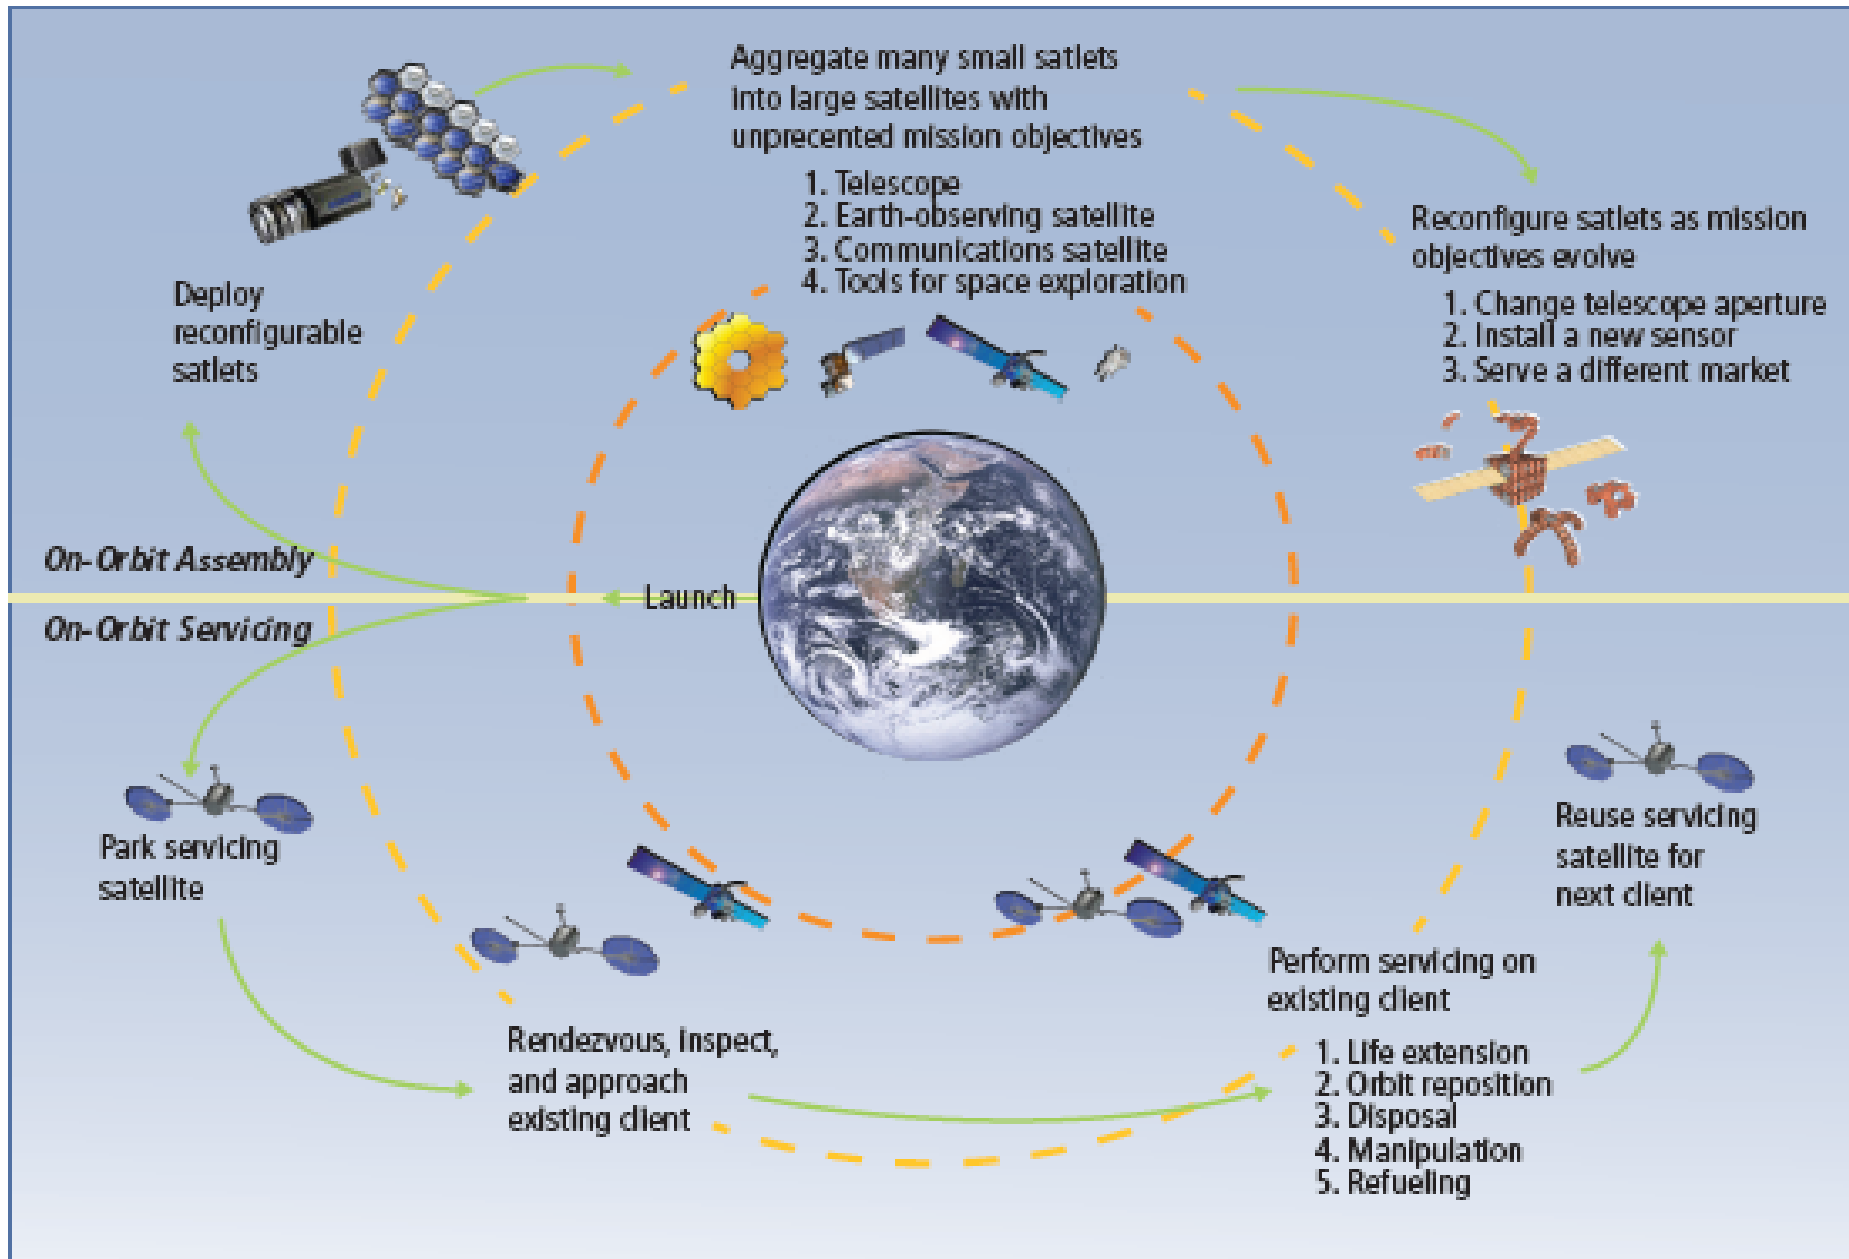 Aggregate many small satlets
into large satellites with
unprecented mission objectives
1. Telescope
2. Earth-observing satellite
3. Communications satellite
4. Tools for space exploration
Reconfigure satlets as mission
objectives evolve
1. Change telescope aperture
2. Install a new sensor
3. Serve a different market
Deploy
reconfigurable
satlets
On-Orbit Assembly
Launch
On-Orbit Servicing
Park servicing
satellite
Rendezvous, inspect,
and approach
existing client
Perform servicing on
existing client
1. Life extension
2. Orbit reposition
3. Disposal
4. Manipulation
5. Refueling
Reuse servicing
satellite for
next client